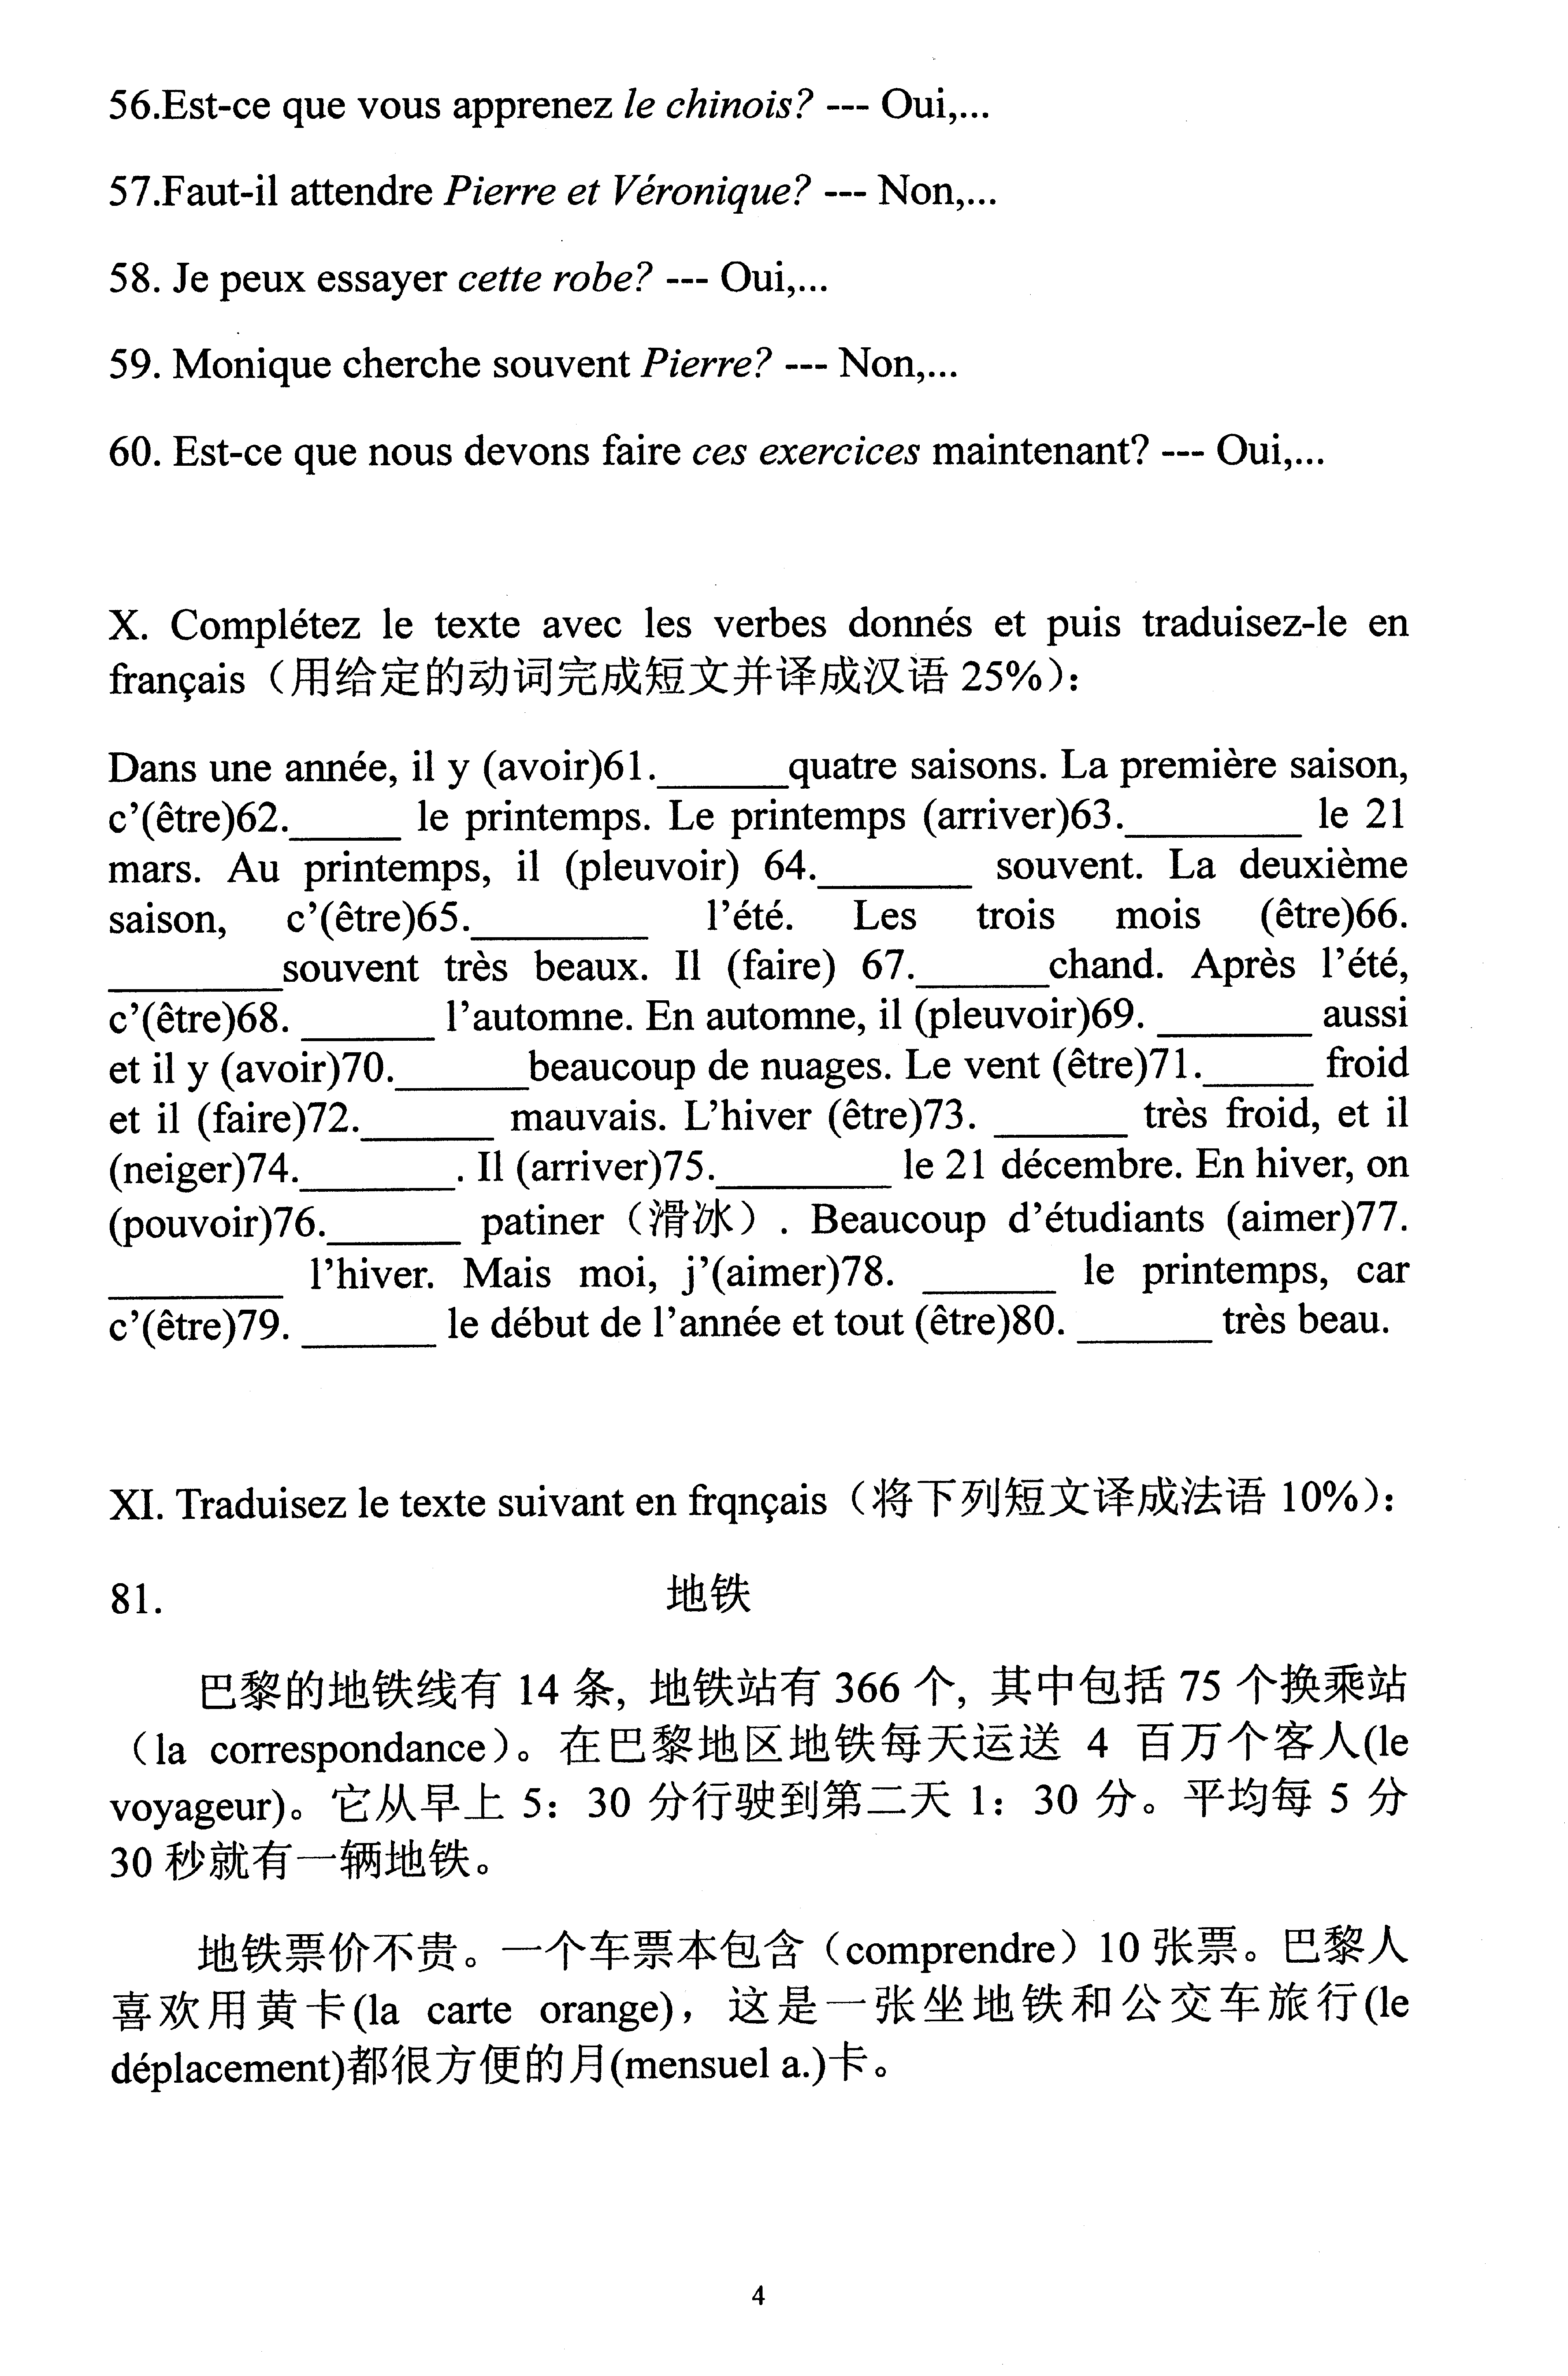 56.Est-ce que vous apprenez le chinois? --- Oui,...
57.Faut-il attendre Pierre et Véronique? --- Non,...
58. Je peux essayer cette robe? --- Oui,...
59. Monique cherche souvent Pierre? --- Non,...
60. Est-ce que nous devons faire ces exercices maintenant? --- Oui,...
X. Complétez le texte avec les verbes donnés et puis traduisez-le en
français（用给定的动词完成短文并译成汉语 25%）：
Dans une année, il y (avoir)61.______quatre saisons. La première saison,
c’(être)62._____ le printemps. Le printemps (arriver)63.________ le 21
mars. Au printemps, il (pleuvoir) 64._______ souvent. La deuxième
saison, c’(être)65.________ l’été. Les trois mois (être)66.
________souvent très beaux. Il (faire) 67.______chand. Après l’été,
c’(être)68. ______ l’automne. En automne, il (pleuvoir)69. _______ aussi
et il y (avoir)70.______beaucoup de nuages. Le vent (être)71._____ froid
et il (faire)72.______ mauvais. L’hiver (être)73. ______ très froid, et il
(neiger)74._______. Il (arriver)75.________ le 21 décembre. En hiver, on
(pouvoir)76.______ patiner（滑冰）. Beaucoup d’étudiants (aimer)77.
________ l’hiver. Mais moi, j’(aimer)78. ______ le printemps, car
c’(être)79. ______ le début de l’année et tout (être)80. ______ très beau.
XI. Traduisez le texte suivant en frqnçais（将下列短文译成法语 10%）：
81. 地铁
巴黎的地铁线有 14 条, 地铁站有 366 个, 其中包括 75 个换乘站
（la correspondance）。在巴黎地区地铁每天运送 4 百万个客人(le
voyageur)。它从早上 5：30 分行驶到第二天 1：30 分。平均每 5 分
30 秒就有一辆地铁。
地铁票价不贵。一个车票本包含（comprendre）10 张票。巴黎人
喜欢用黄卡(la carte orange)，这是一张坐地铁和公交车旅行(le
déplacement)都很方便的月(mensuel a.)卡。
4